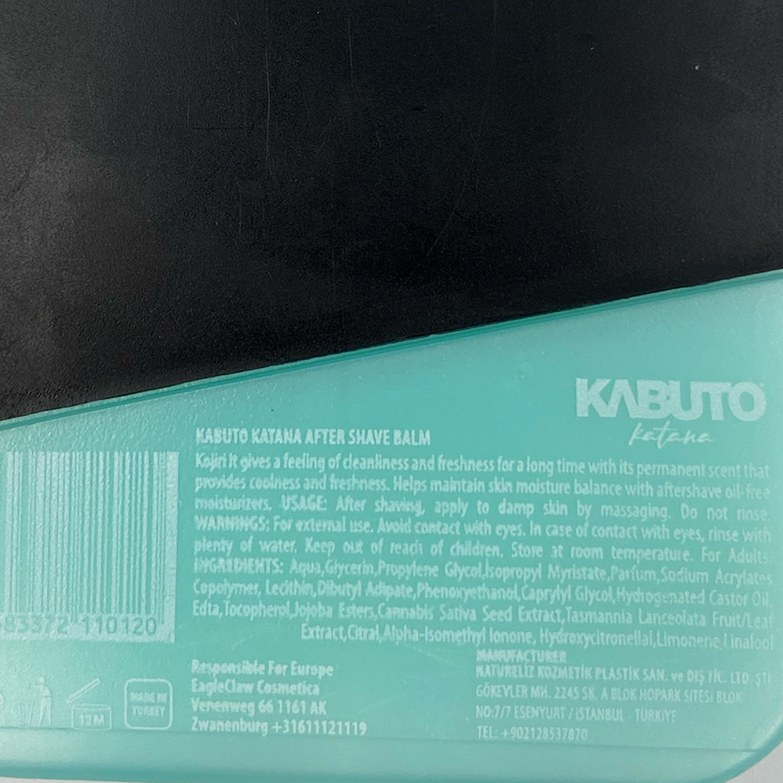 KABUTO
katana
KABUTO KATANA AFTER SHAVE BALM
Kojiri It gives a feeling of cleanliness and freshness for a long time with its permanent scent that
provides coolness and freshness. Helps maintain skin moisture balance with aftershave oil-free
moisturizers. USAGE: After shaving, apply to damp skin by massaging. Do not rinse.
WARNINGS: For external use. Avoid contact with eyes. In case of contact with eyes, rinse with
plenty of water. Keep out of reach of children. Store at room temperature. For Adults.
INGREDIENTS: Aqua,Glycerin,Propylene Glycol,Isopropyl Myristate,Parfum,Sodium Acrylates
Copolymer, Lecithin,Dibutyl Adipate,Phenoxyethanol,Caprylyl Glycol,Hydrogenated Castor Oil
Edta,Tocopherol,Jojoba Esters,Cannabis Sativa Seed Extract,Tasmannia Lanceolata Fruit/Leaf
Extract,Citral,Alpha-Isomethyl Ionone, Hydroxycitronellal,Limonene,Linalool
83372 110120
Responsible For Europe
EagleClaw Cosmetica
Venenweg 66 1161 AK
Zwanenburg +31611121119
MANUFACTURER
NATURELİZ KOZMETİK PLASTİK SAN. ve DIŞ TİC. LTD. ŞTİ
GÖKEVLER MH. 2245 SK. A BLOK HOPARK SİTESİ BLOK
NO:7/7 ESENYURT / İSTANBUL - TÜRKİYE
TEL: +902128537870
12M
MADE IN
TURKEY